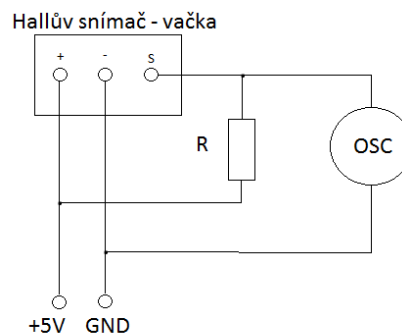 Hallův snímač - vačka
+ - s
R
OSC
+5V GND